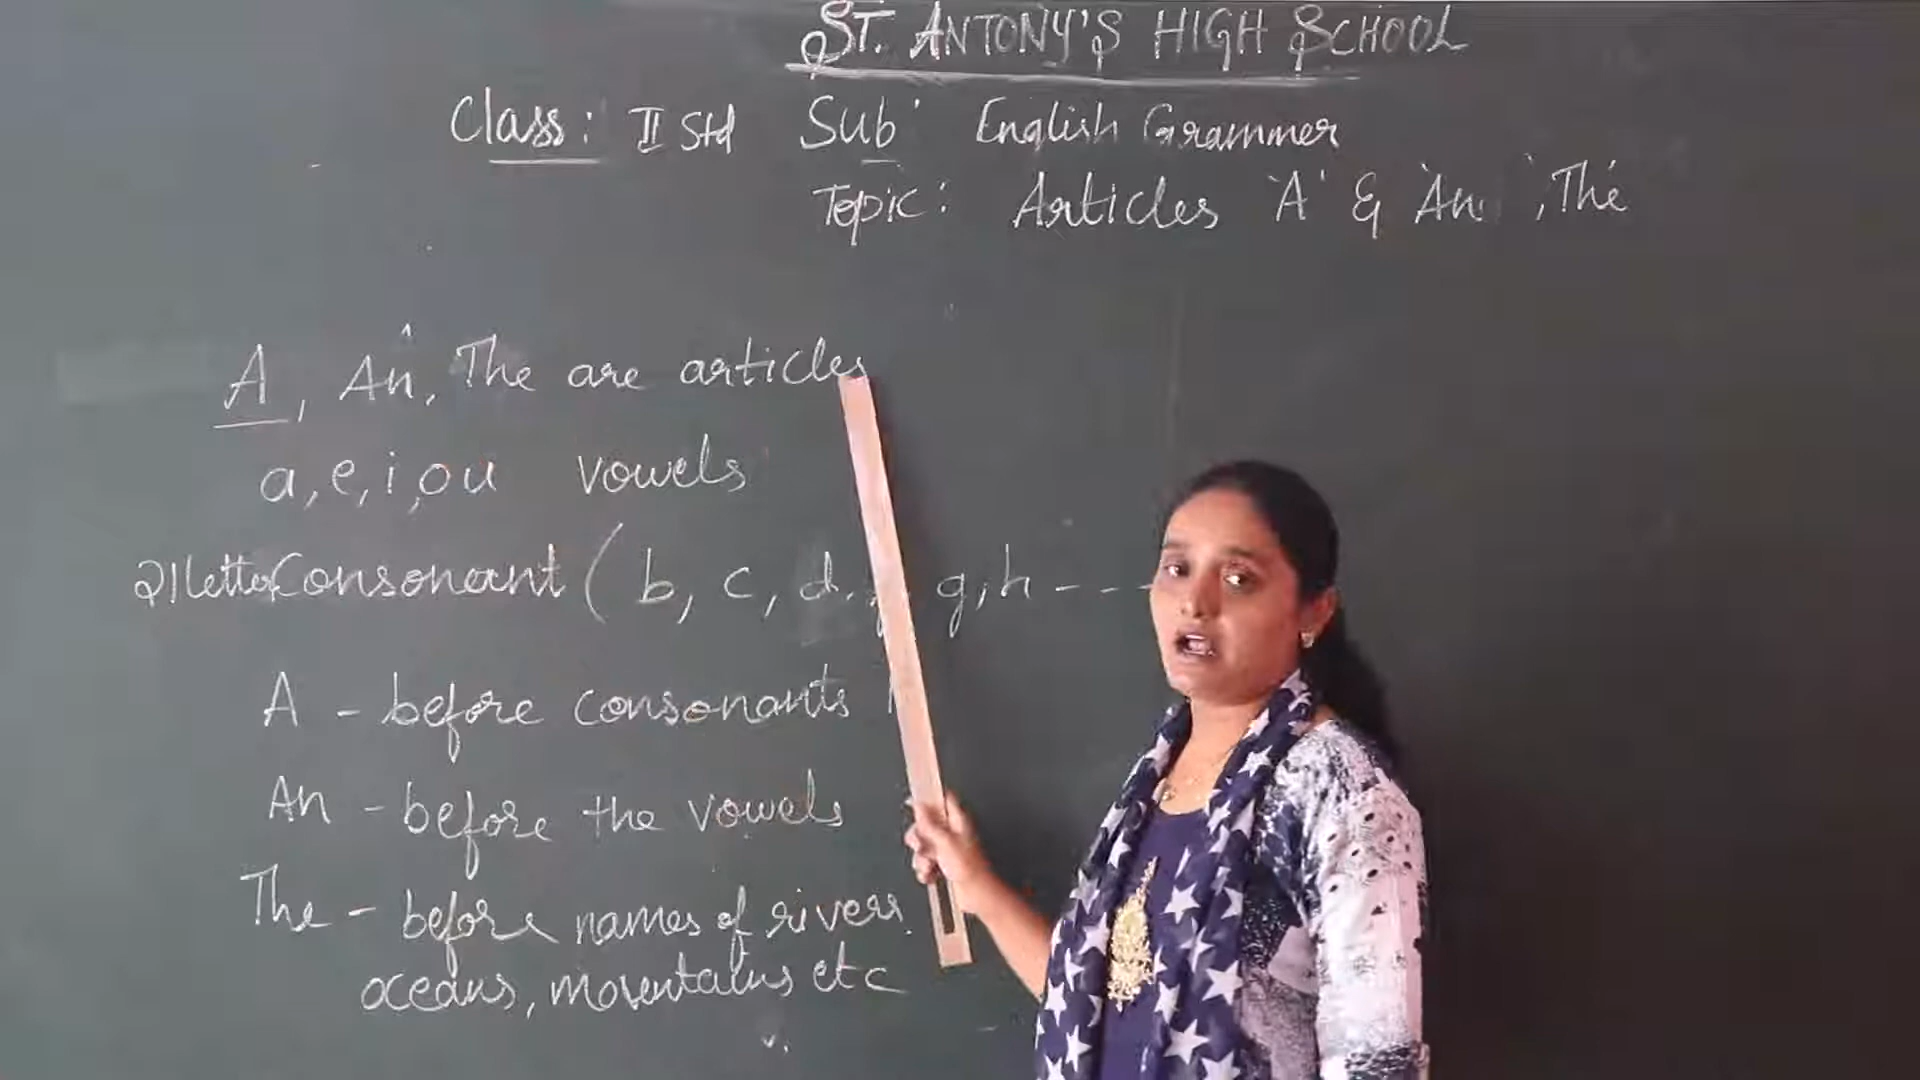 ST. ANTONY'S HIGH SCHOOL
Class: II Std Sub: English Grammer
Topic: Articles 'A' & 'An', 'The'
A, An, The are articles
a, e, i, o u vowels
21 letter Consonant ( b, c, d, g, h - - -
A - before consonants
An - before the vowels
The - before names of rivers.
oceans, mountains etc